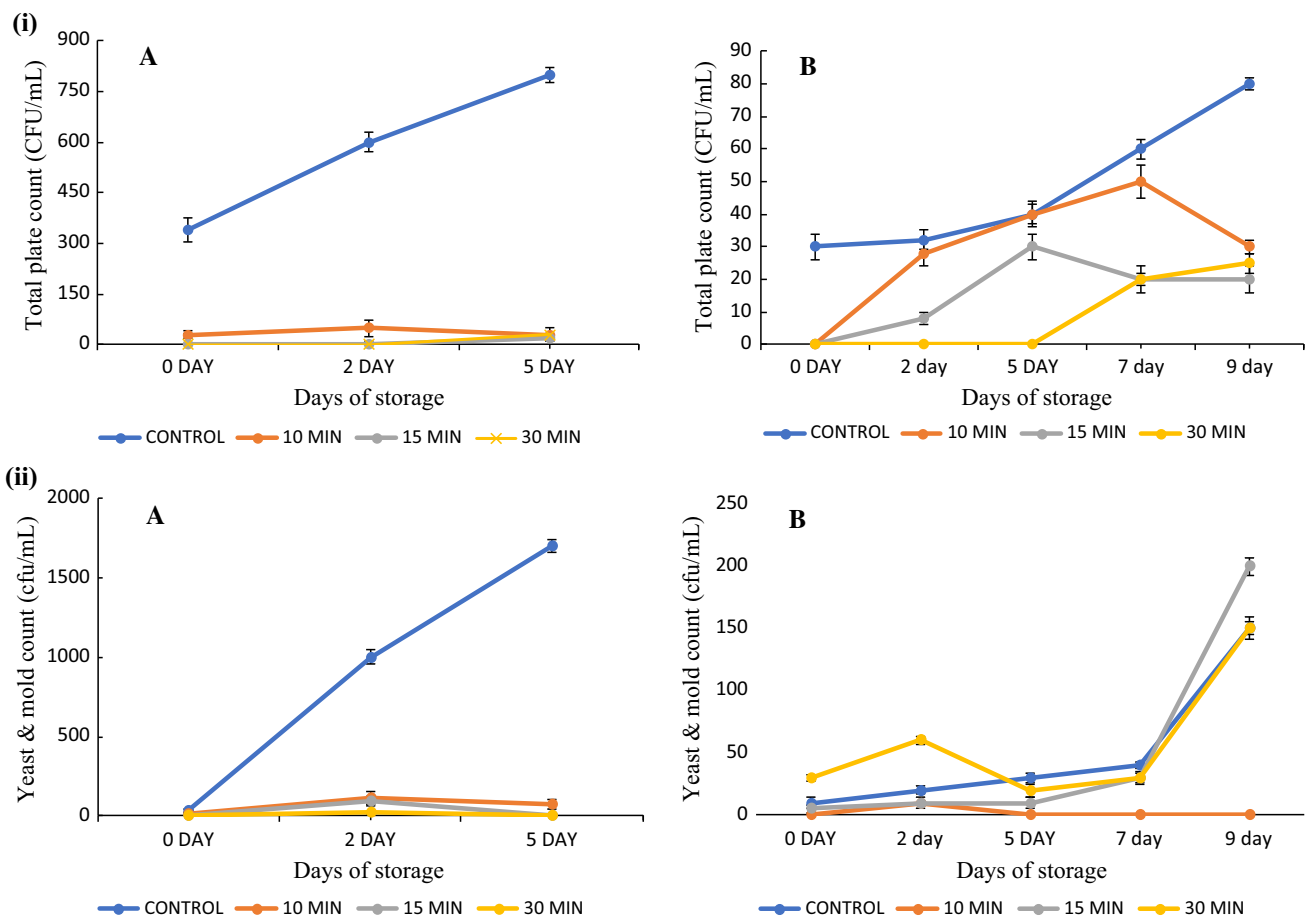 (i)
A
Total plate count (CFU/mL)
900
750
600
450
300
150
0
0 DAY 2 DAY 5 DAY
Days of storage
CONTROL 10 MIN 15 MIN 30 MIN
B
Total plate count (CFU/mL)
90
80
70
60
50
40
30
20
10
0
0 DAY 2 day 5 DAY 7 day 9 day
Days of storage
CONTROL 10 MIN 15 MIN 30 MIN
(ii)
A
Yeast & mold count (cfu/mL)
2000
1500
1000
500
0
0 DAY 2 DAY 5 DAY
Days of storage
CONTROL 10 MIN 15 MIN 30 MIN
B
Yeast & mold count (cfu/mL)
250
200
150
100
50
0
0 DAY 2 day 5 DAY 7 day 9 day
Days of storage
CONTROL 10 MIN 15 MIN 30 MIN